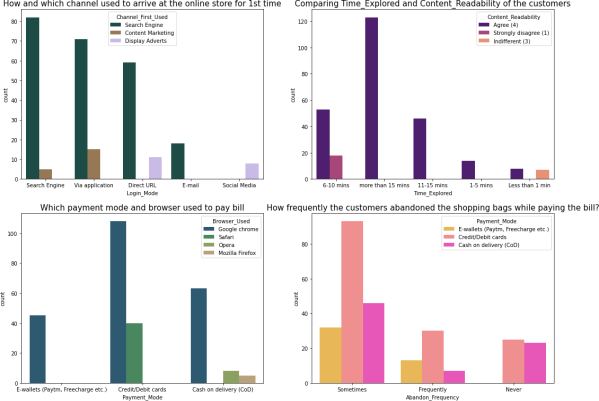 How and which channel used to arrive at the online store for 1st time
Channel_First_Used
Search Engine
Content Marketing
Display Adverts
80
70
60
50
40
30
20
10
0
count
Search Engine
Via application
Direct URL
E-mail
Social Media
Login_Mode
Comparing Time_Explored and Content_Readability of the customers
Content_Readability
Agree (4)
Strongly disagree (1)
Indifferent (3)
120
100
80
60
40
20
0
count
6-10 mins
more than 15 mins
11-15 mins
1-5 mins
Less than 1 min
Time_Explored
Which payment mode and browser used to pay bill
Browser_Used
Google chrome
Safari
Opera
Mozilla Firefox
100
80
60
40
20
0
count
E-wallets (Paytm, Freecharge etc.)
Credit/Debit cards
Cash on delivery (CoD)
Payment_Mode
How frequently the customers abandoned the shopping bags while paying the bill?
Payment_Mode
E-wallets (Paytm, Freecharge etc.)
Credit/Debit cards
Cash on delivery (CoD)
80
60
40
20
0
count
Sometimes
Frequently
Never
Abandon_Frequency